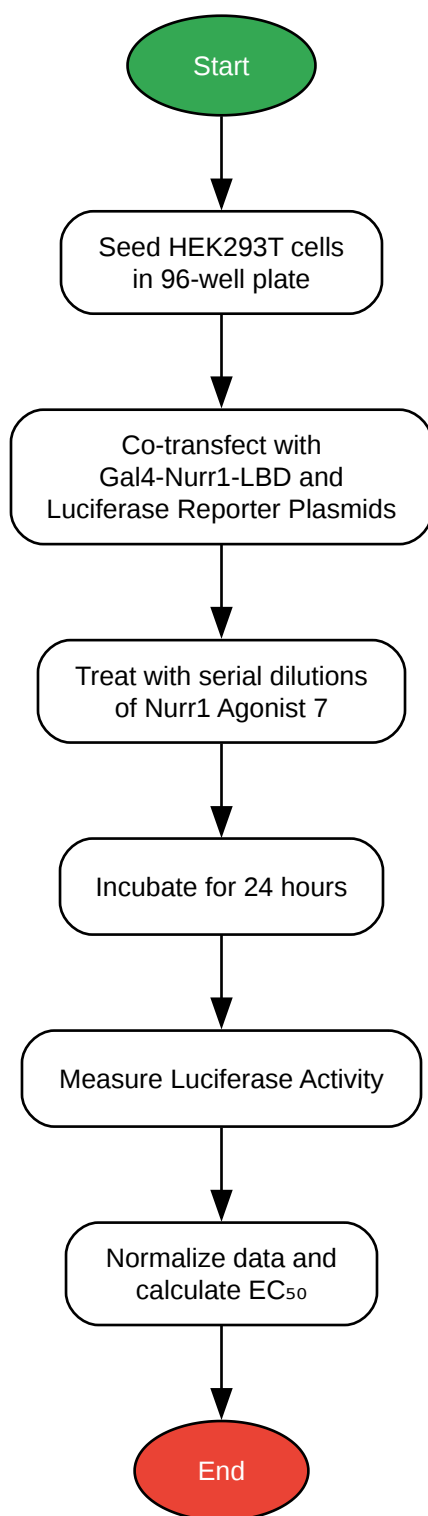 Start
Seed HEK293T cells
in 96-well plate
Co-transfect with
Gal4-Nurr1-LBD and
Luciferase Reporter Plasmids
Treat with serial dilutions
of Nurr1 Agonist 7
Incubate for 24 hours
Measure Luciferase Activity
Normalize data and
calculate EC₅₀
End